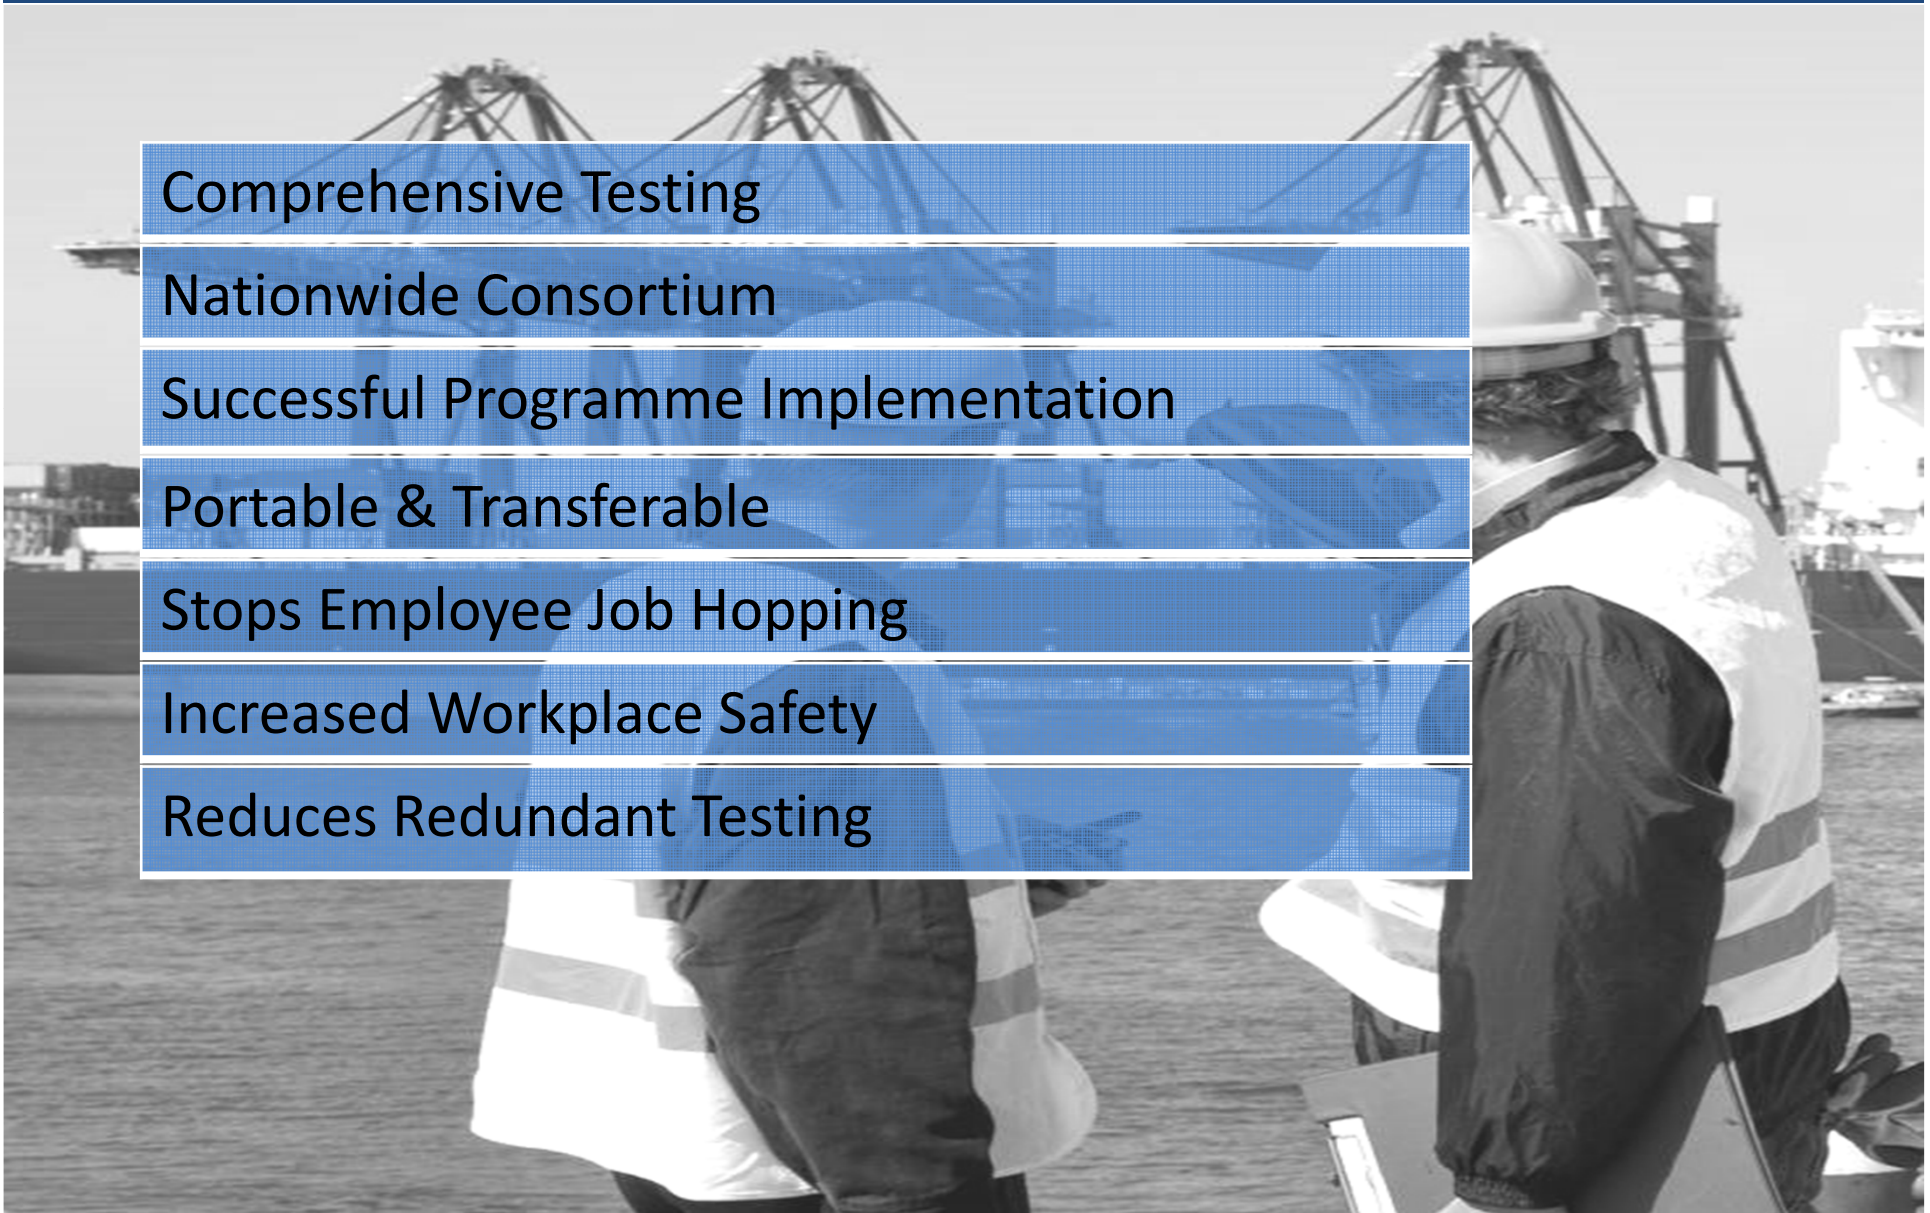 Comprehensive Testing
Nationwide Consortium
Successful Programme Implementation
Portable & Transferable
Stops Employee Job Hopping
Increased Workplace Safety
Reduces Redundant Testing